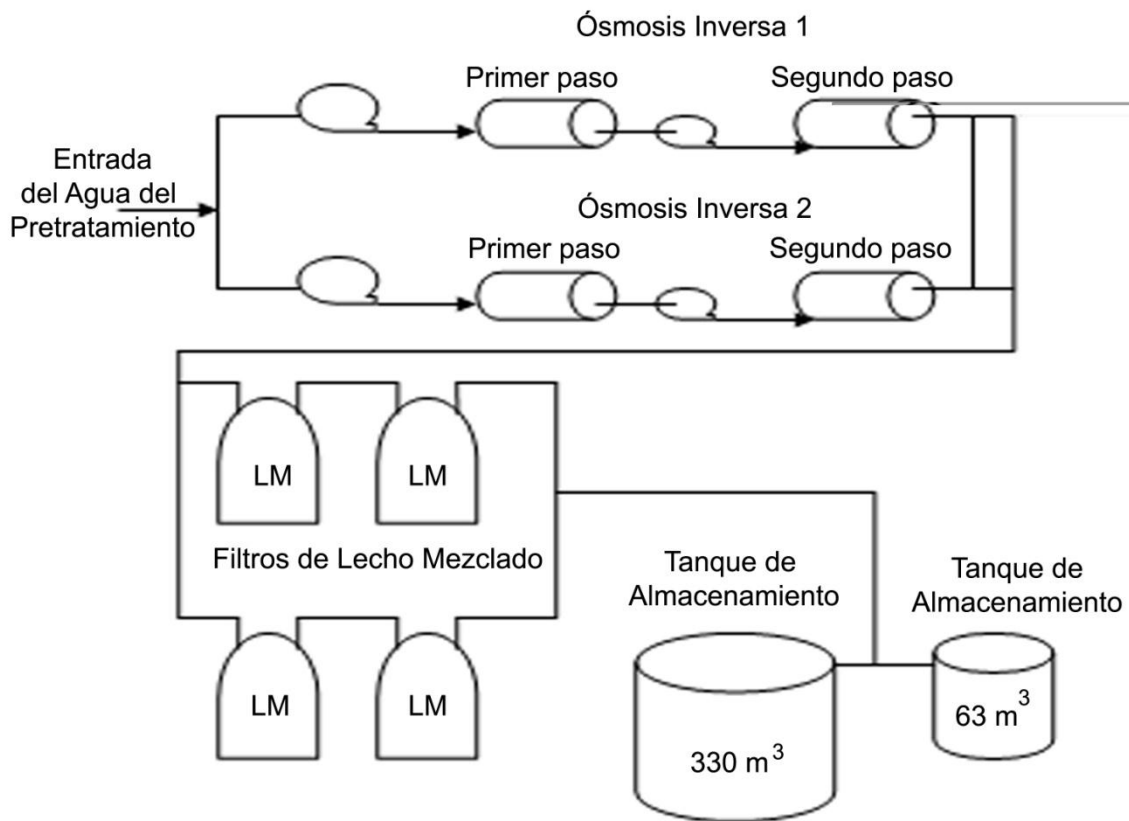 Ósmosis Inversa 1
Primer paso
Segundo paso
Entrada
del Agua del
Pretratamiento
Ósmosis Inversa 2
Primer paso
Segundo paso
LM
LM
Filtros de Lecho Mezclado
LM
LM
Tanque de
Almacenamiento
330 m³
Tanque de
Almacenamiento
63 m³